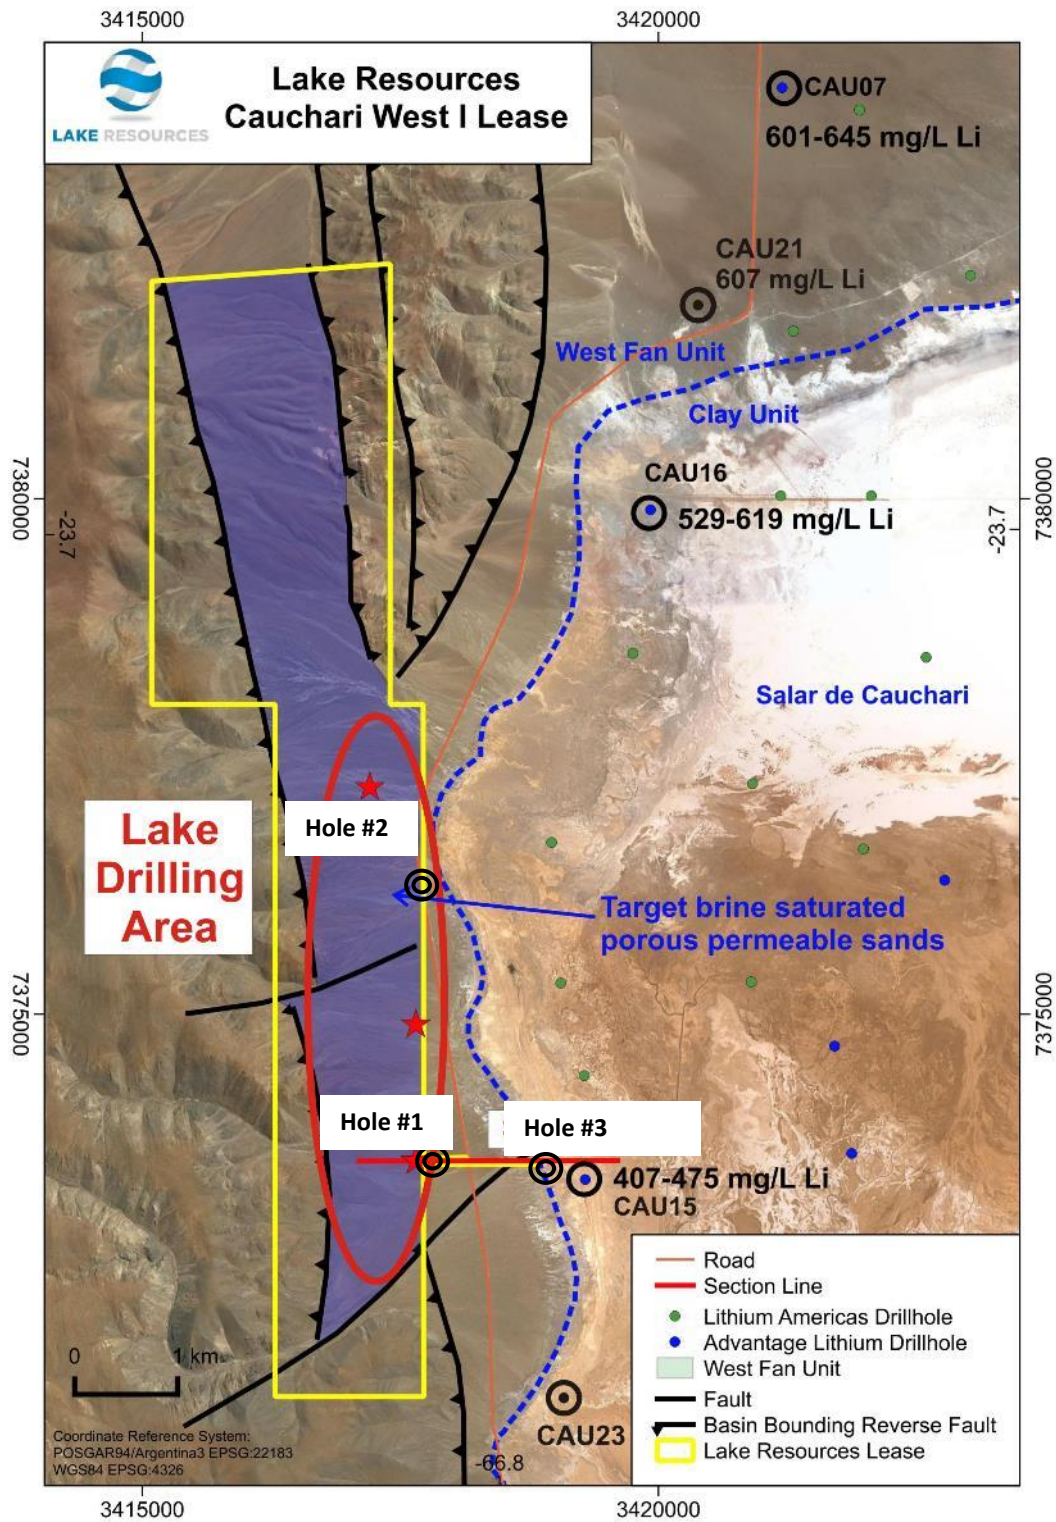 3415000
3420000
LAKE RESOURCES
Lake Resources
Cauchari West I Lease
CAU07
601-645 mg/L Li
CAU21
607 mg/L Li
West Fan Unit
Clay Unit
CAU16
529-619 mg/L Li
7380000
-23.7
-23.7
7380000
Salar de Cauchari
Lake
Drilling
Area
Hole #2
Target brine saturated
porous permeable sands
7375000
7375000
Hole #1
Hole #3
407-475 mg/L Li
CAU15
0
1 km
CAU23
-66.8
Coordinate Reference System:
POSGAR94/Argentina3 EPSG:22183
WGS84 EPSG:4326
Road
Section Line
Lithium Americas Drillhole
Advantage Lithium Drillhole
West Fan Unit
Fault
Basin Bounding Reverse Fault
Lake Resources Lease
3415000
3420000